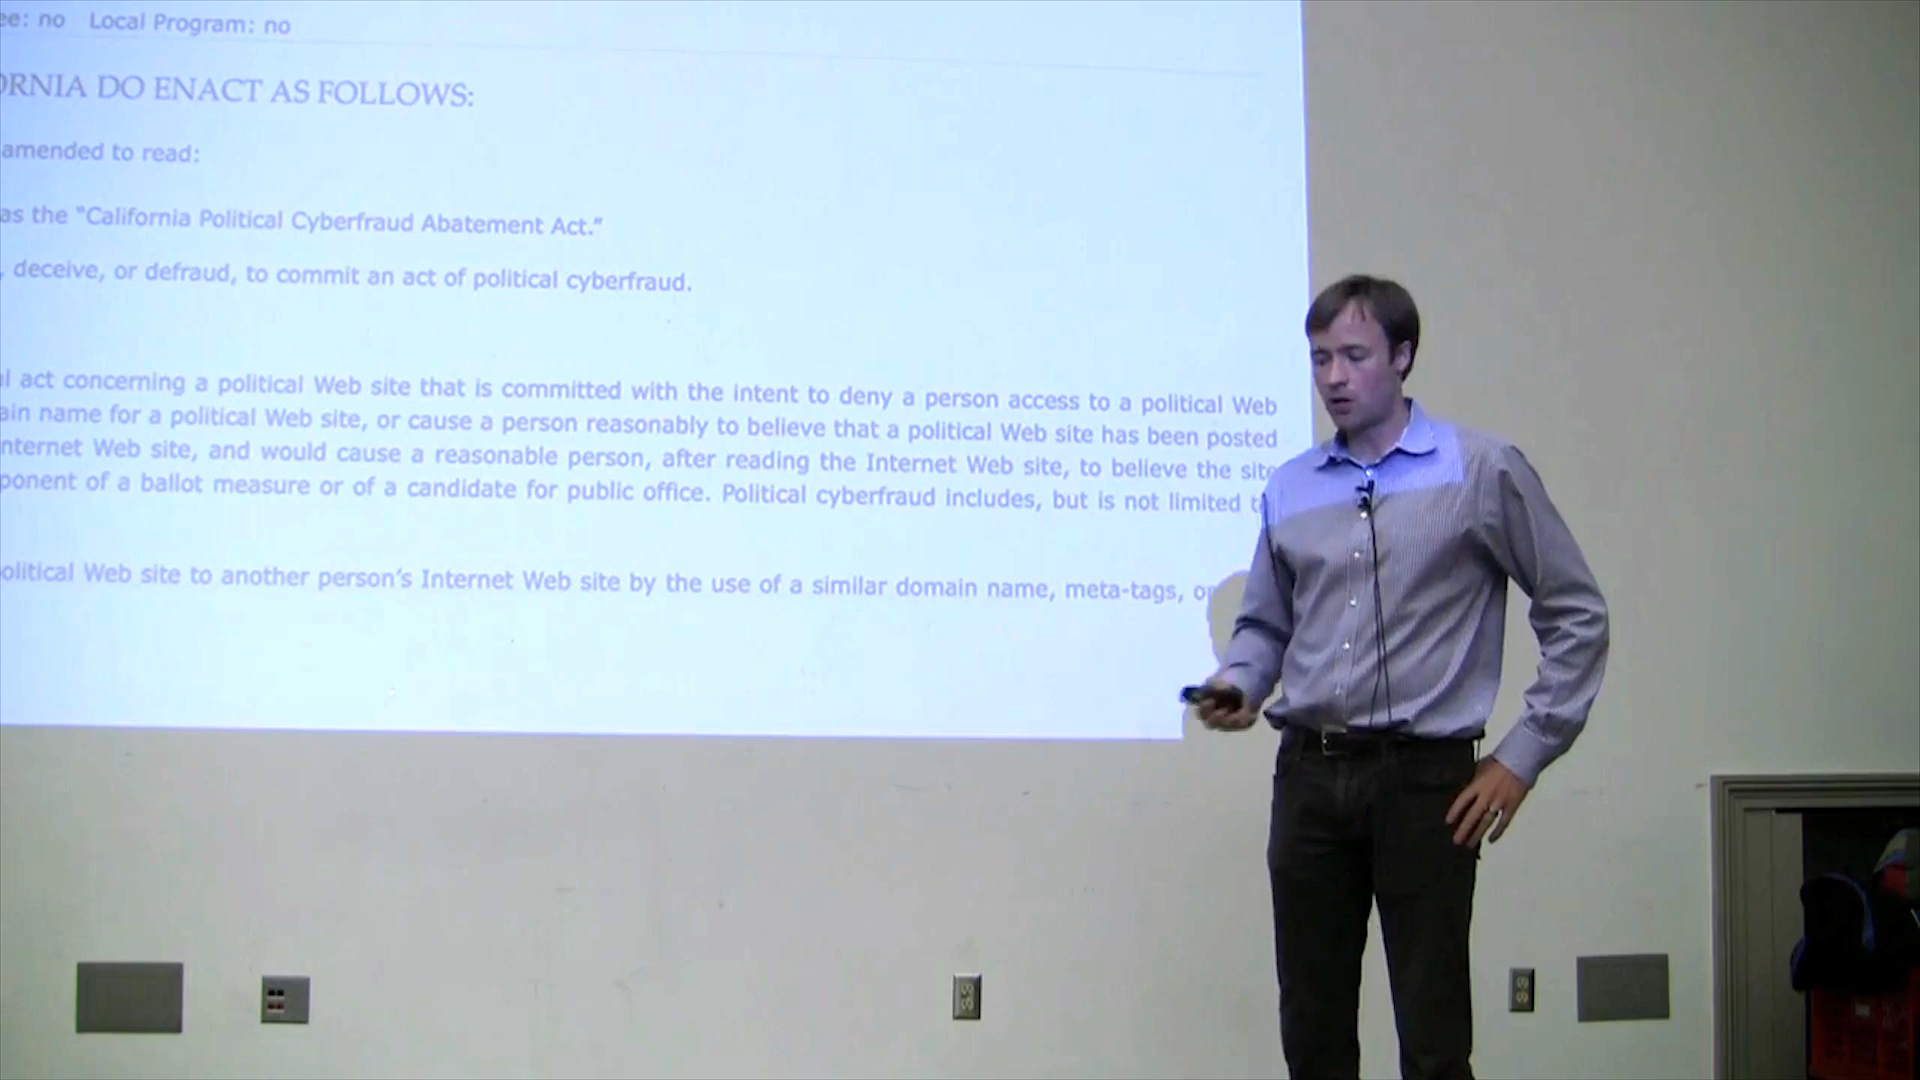 ee: no Local Program: no
ORNIA DO ENACT AS FOLLOWS:
amended to read:
as the “California Political Cyberfraud Abatement Act.”
, deceive, or defraud, to commit an act of political cyberfraud.
l act concerning a political Web site that is committed with the intent to deny a person access to a political Web
ain name for a political Web site, or cause a person reasonably to believe that a political Web site has been posted
nternet Web site, and would cause a reasonable person, after reading the Internet Web site, to believe the site
ponent of a ballot measure or of a candidate for public office. Political cyberfraud includes, but is not limited t
olitical Web site to another person’s Internet Web site by the use of a similar domain name, meta-tags, or